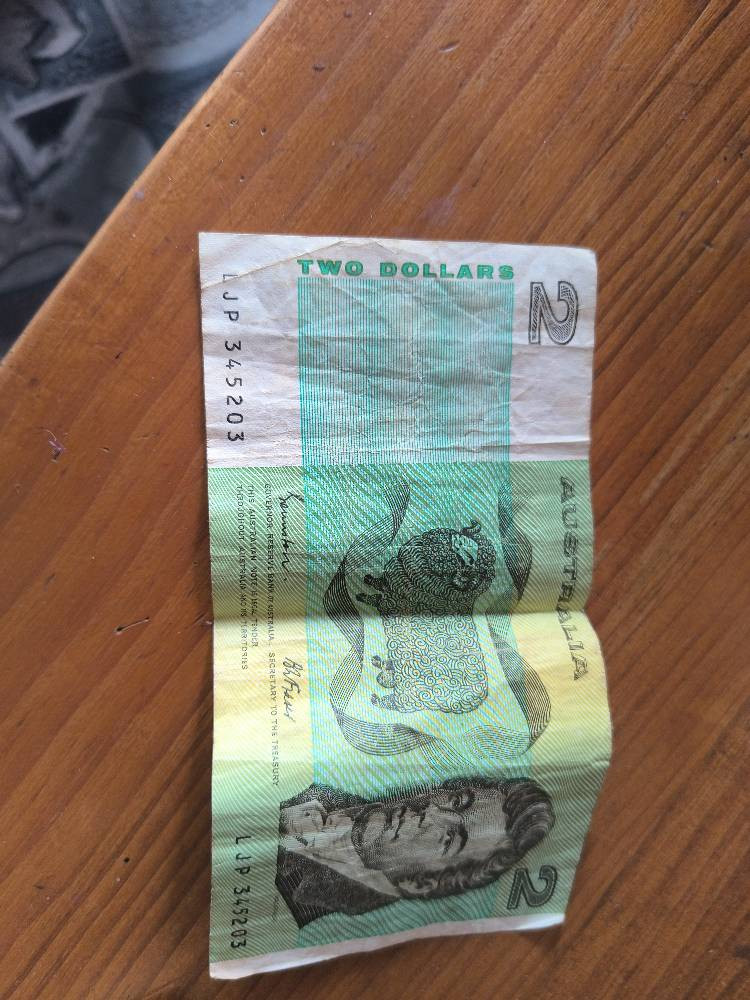 TWO DOLLARS
2
AUSTRALIA
2
LJP 345203
GOVERNOR, RESERVE BANK OF AUSTRALIA. SECRETARY TO THE TREASURY
THIS AUSTRALIAN NOTE IS LEGAL TENDER
THROUGHOUT AUSTRALIA AND ITS TERRITORIES
LJP 345203